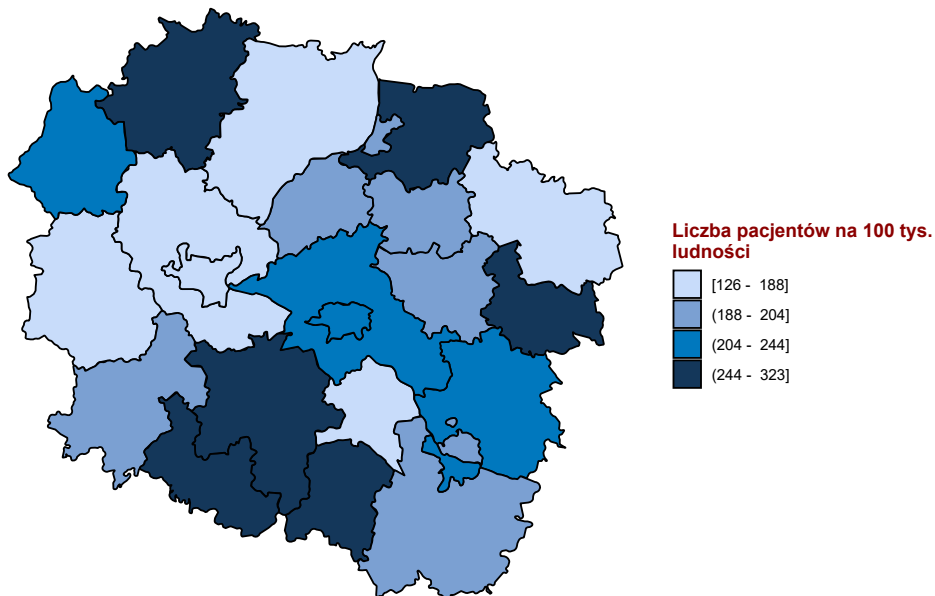 Liczba pacjentów na 100 tys.
ludności
[126 - 188]
(188 - 204]
(204 - 244]
(244 - 323]